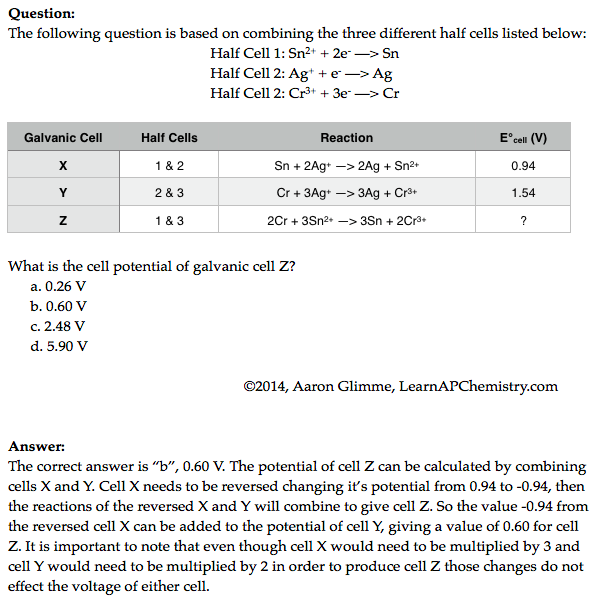 Question:
The following question is based on combining the three different half cells listed below:
Half Cell 1: Sn²⁺ + 2e⁻ —> Sn
Half Cell 2: Ag⁺ + e⁻ —> Ag
Half Cell 2: Cr³⁺ + 3e⁻ —> Cr
Galvanic Cell Half Cells Reaction E°cell (V)
X 1 & 2 Sn + 2Ag⁺ —> 2Ag + Sn²⁺ 0.94
Y 2 & 3 Cr + 3Ag⁺ —> 3Ag + Cr³⁺ 1.54
Z 1 & 3 2Cr + 3Sn²⁺ —> 3Sn + 2Cr³⁺ ?
What is the cell potential of galvanic cell Z?
a. 0.26 V
b. 0.60 V
c. 2.48 V
d. 5.90 V
©2014, Aaron Glimme, LearnAPChemistry.com
Answer:
The correct answer is "b", 0.60 V. The potential of cell Z can be calculated by combining
cells X and Y. Cell X needs to be reversed changing it's potential from 0.94 to -0.94, then
the reactions of the reversed X and Y will combine to give cell Z. So the value -0.94 from
the reversed cell X can be added to the potential of cell Y, giving a value of 0.60 for cell
Z. It is important to note that even though cell X would need to be multiplied by 3 and
cell Y would need to be multiplied by 2 in order to produce cell Z those changes do not
effect the voltage of either cell.